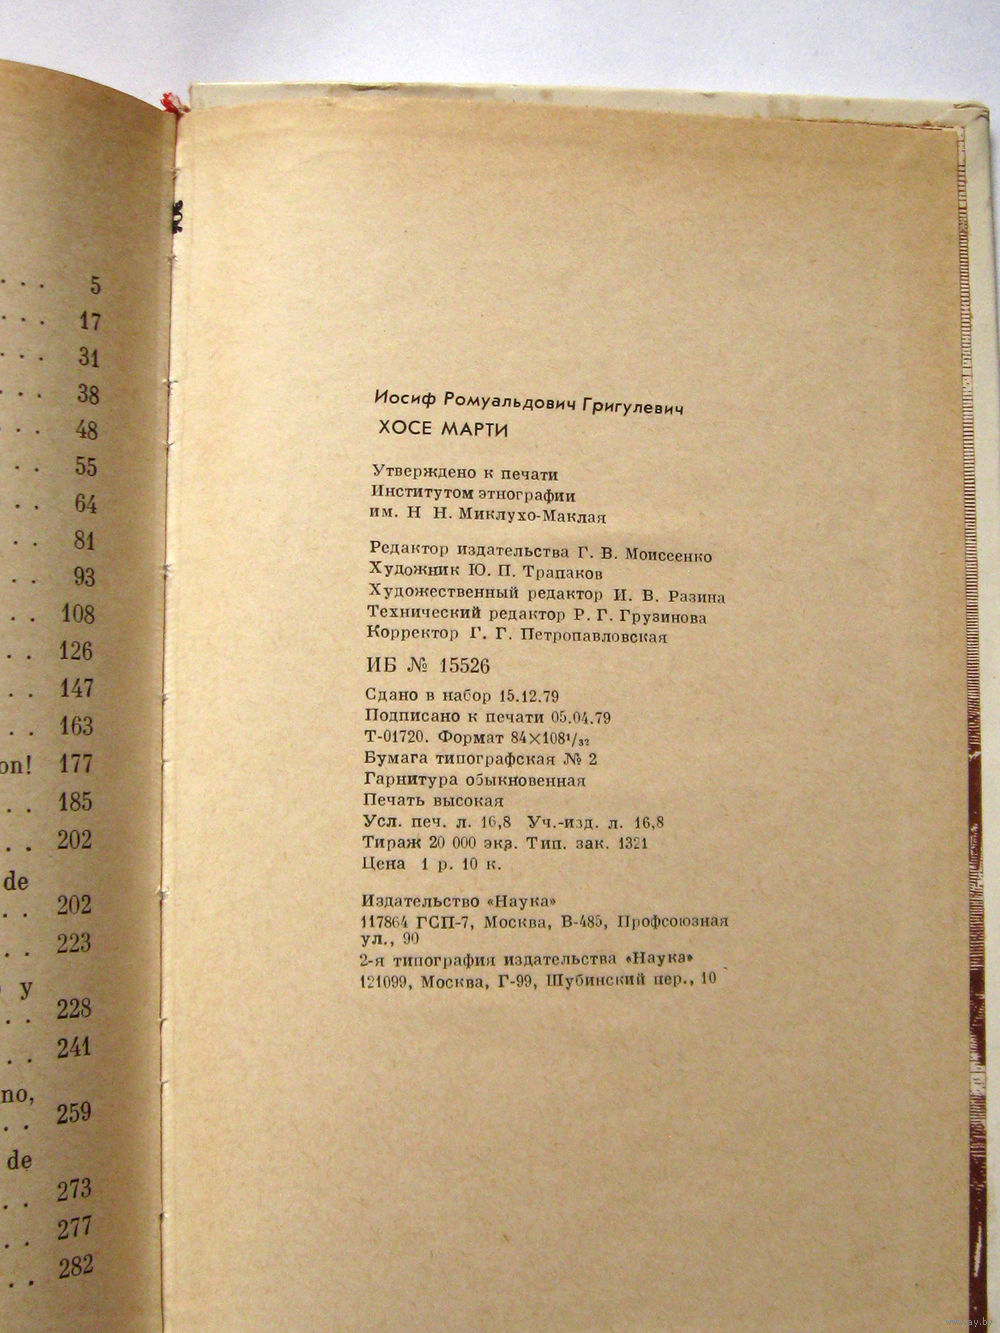 5
17
31
38
48
55
64
81
93
108
126
147
163
on! 177
185
202
de
202
223
y
228
241
no,
259
de
273
277
282
Иосиф Ромуальдович Григулевич
ХОСЕ МАРТИ
Утверждено к печати
Институтом этнографии
им. Н Н. Миклухо-Маклая
Редактор издательства Г. В. Моисеенко
Художник Ю. П. Трапаков
Художественный редактор И. В. Разина
Технический редактор Р. Г. Грузинова
Корректор Г. Г. Петропавловская
ИБ № 15526
Сдано в набор 15.12.79
Подписано к печати 05.04.79
Т-01720. Формат 84×108¹/₃₂
Бумага типографская № 2
Гарнитура обыкновенная
Печать высокая
Усл. печ. л. 16,8 Уч.-изд. л. 16,8
Тираж 20 000 экз. Тип. зак. 1321
Цена 1 р. 10 к.
Издательство «Наука»
117864 ГСП-7, Москва, В-485, Профсоюзная
ул., 90
2-я типография издательства «Наука»
121099, Москва, Г-99, Шубинский пер., 10